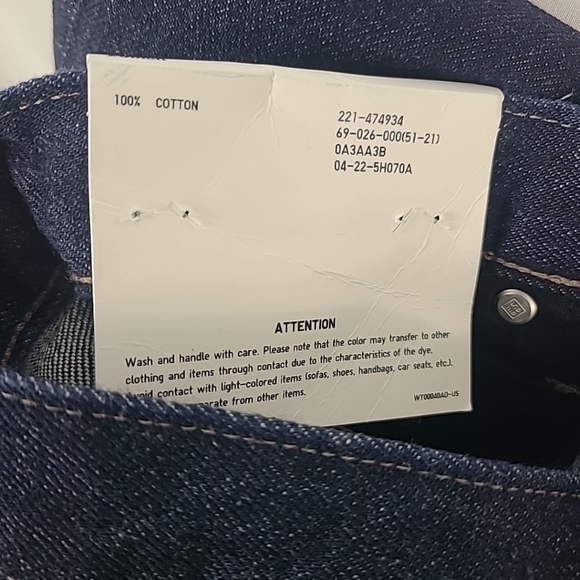 100% COTTON
221-474934
69-026-000(51-21)
0A3AA3B
04-22-5H070A
ATTENTION
Wash and handle with care. Please note that the color may transfer to other
clothing and items through contact due to the characteristics of the dye.
contact with light-colored items (sofas, shoes, handbags, car seats, etc.).
from other items.
WT00040AD-US